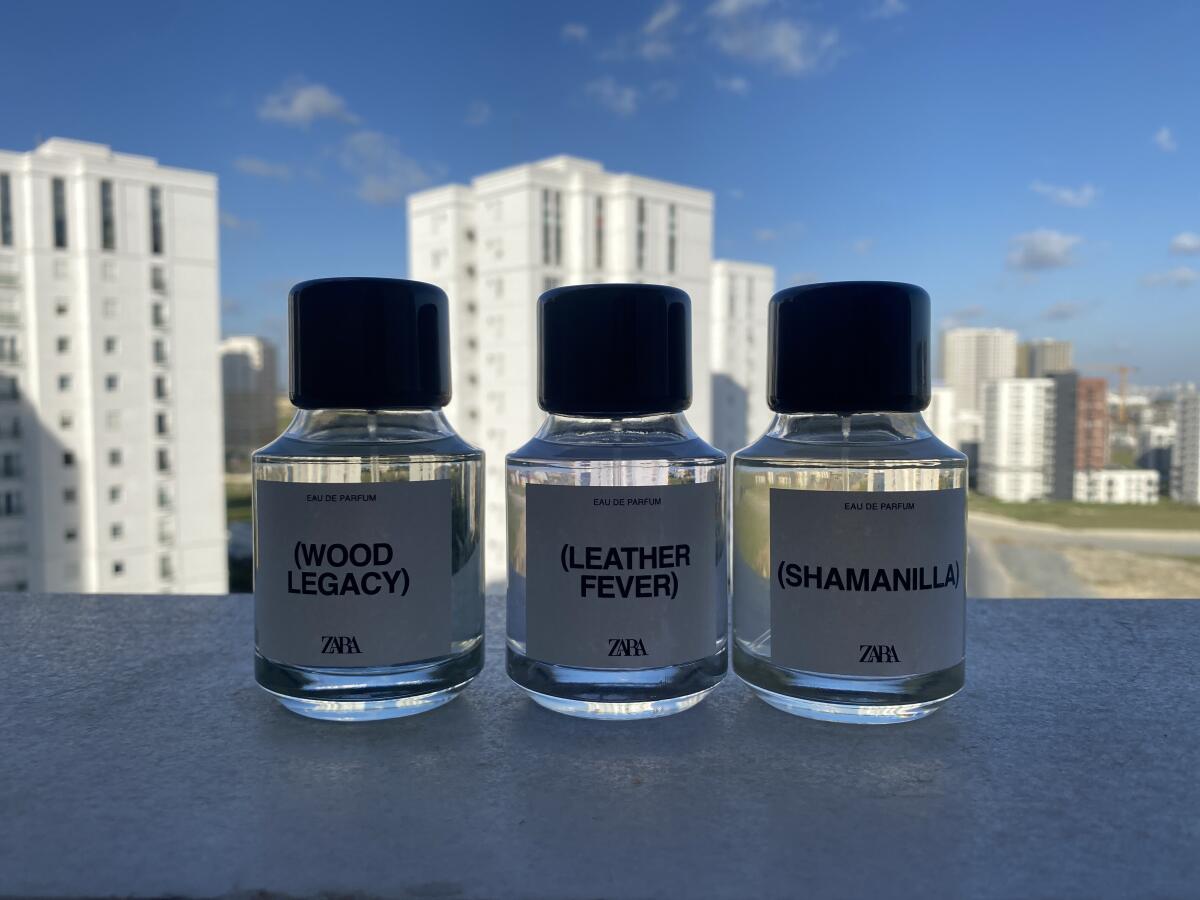 EAU DE PARFUM
(WOOD
LEGACY)
ZARA
EAU DE PARFUM
(LEATHER
FEVER)
ZARA
EAU DE PARFUM
(SHAMANILLA)
ZARA